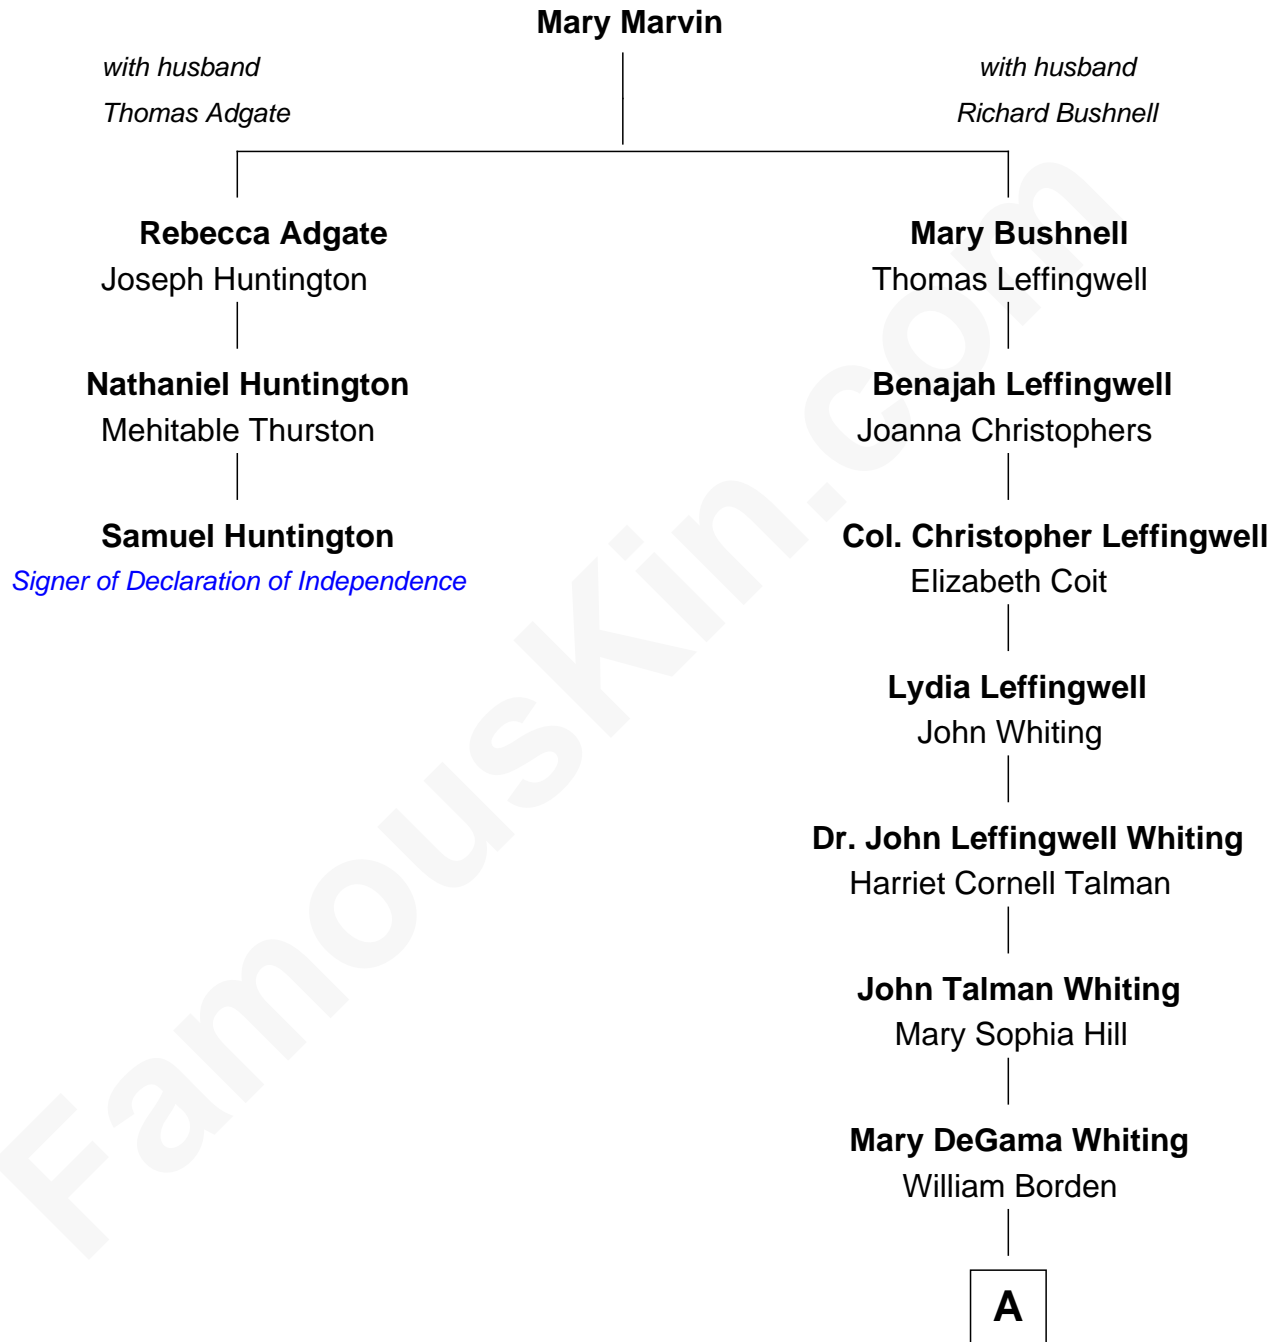 Mary Marvin
with husband
Thomas Adgate
with husband
Richard Bushnell
Rebecca Adgate
Joseph Huntington
Mary Bushnell
Thomas Leffingwell
Nathaniel Huntington
Mehitable Thurston
Benajah Leffingwell
Joanna Christophers
Samuel Huntington
Signer of Declaration of Independence
Col. Christopher Leffingwell
Elizabeth Coit
Lydia Leffingwell
John Whiting
Dr. John Leffingwell Whiting
Harriet Cornell Talman
John Talman Whiting
Mary Sophia Hill
Mary DeGama Whiting
William Borden
A
FamousKin.com